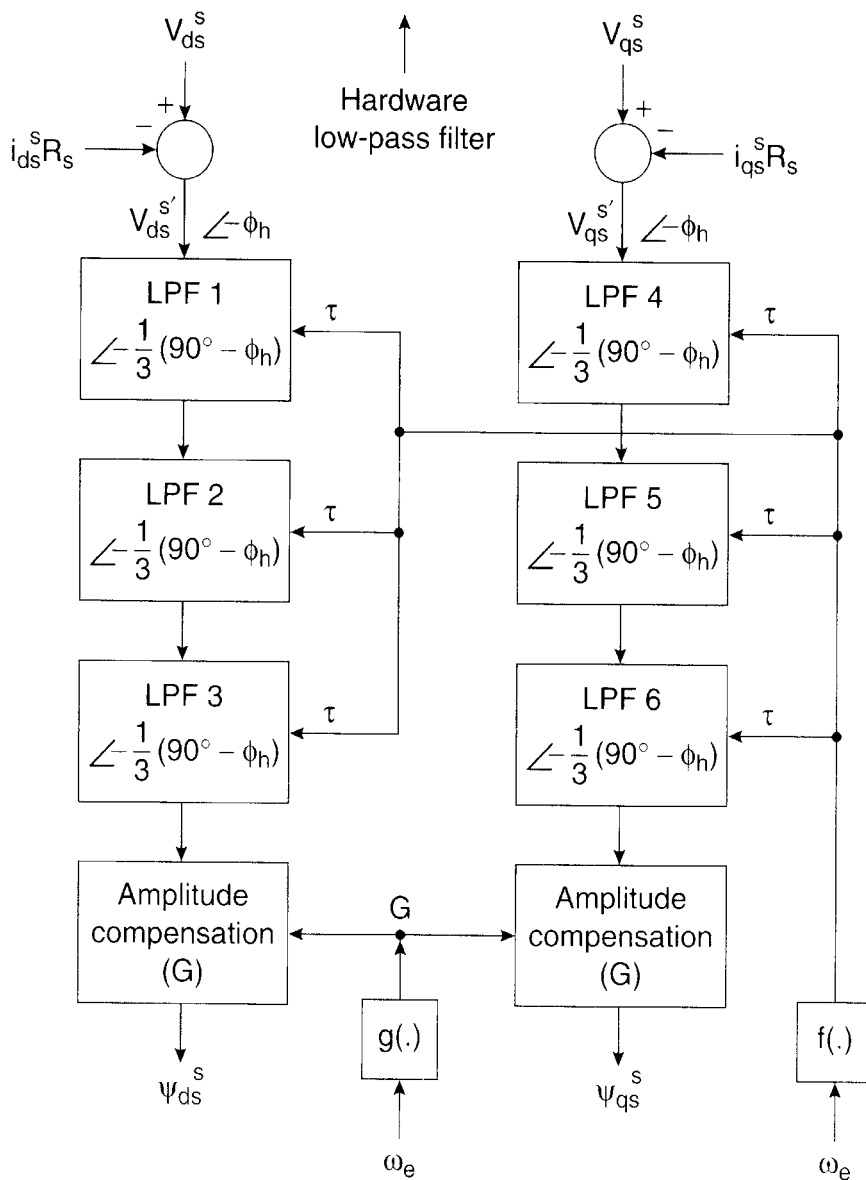 V_ds^s
V_qs^s
Hardware
low-pass filter
+
−
i_ds^s R_s
+
−
i_qs^s R_s
V_ds^s′ ∠-φ_h
V_qs^s′ ∠-φ_h
LPF 1
∠-1/3 (90° − φ_h)
τ
LPF 4
∠-1/3 (90° − φ_h)
τ
LPF 2
∠-1/3 (90° − φ_h)
τ
LPF 5
∠-1/3 (90° − φ_h)
τ
LPF 3
∠-1/3 (90° − φ_h)
τ
LPF 6
∠-1/3 (90° − φ_h)
τ
Amplitude
compensation
(G)
G
Amplitude
compensation
(G)
g(.)
f(.)
ψ_ds^s
ψ_qs^s
ω_e
ω_e